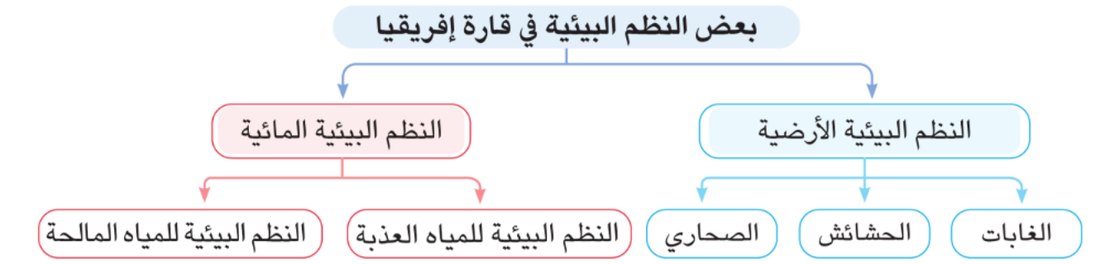 بعض النظم البيئية في قارة إفريقيا
النظم البيئية الأرضية
النظم البيئية المائية
الغابات
الحشائش
الصحاري
النظم البيئية للمياه العذبة
النظم البيئية للمياه المالحة